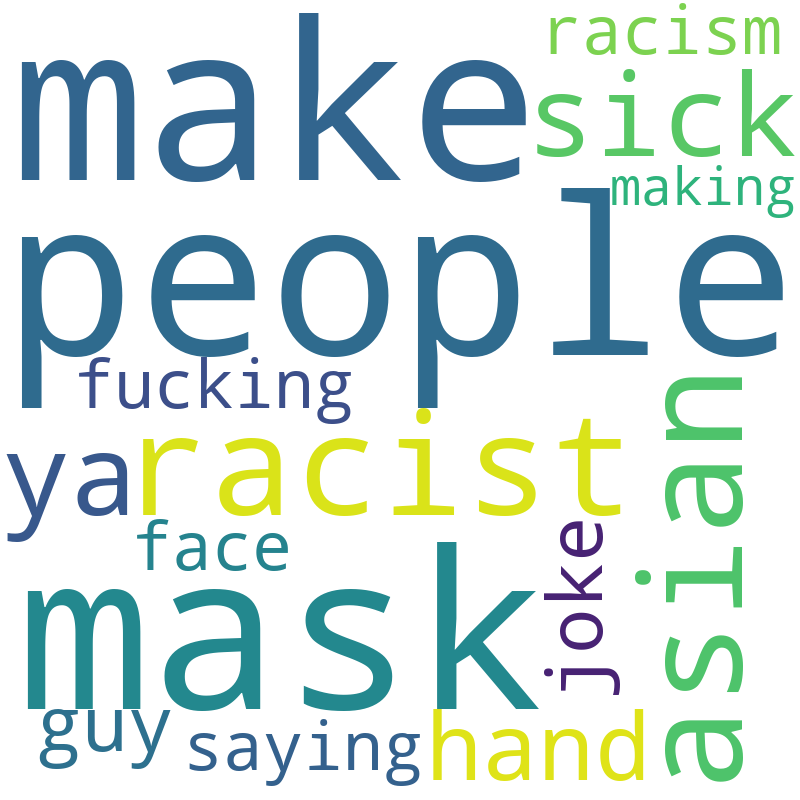 make
racism
sick
making
people
fucking
asian
racist
ya
face
joke
mask
guy
saying
hand